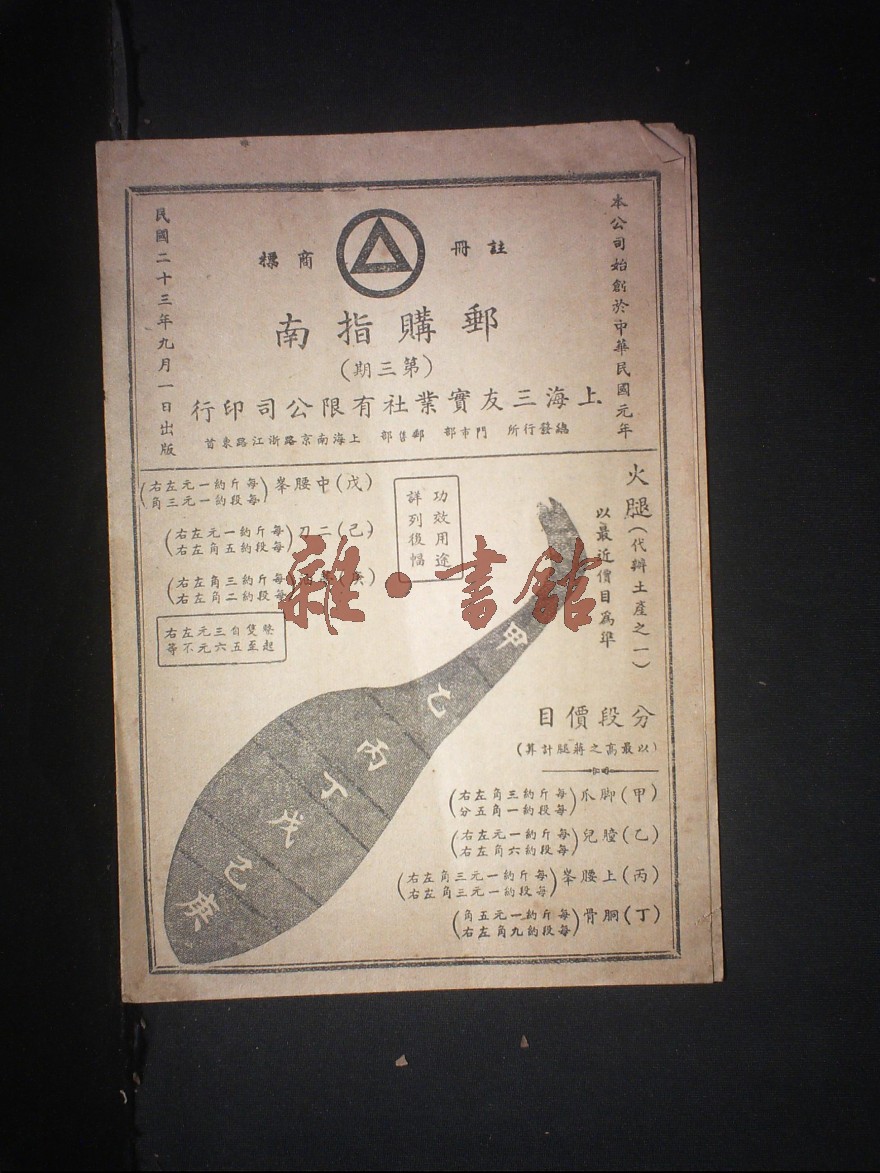 本公司始創於中華民國元年
註冊
商標
郵購指南
(第三期)
上海三友實業社有限公司印行
總發行所 門市部 郵售部 上海南京路浙江路東首
民國二十三年九月一日出版
火腿(代辦土產之一)
以最近價目為準
功效用途
詳列後幅
分段價目
(以最高之蔣腿計算)
(甲)脚爪(每斤約三角左右
每段約一角五分)
(乙)膧兒(每斤約一元左右
每段約六角左右)
(丙)上腰峯(每斤約一元三角左右
每段約一元三角左右)
(丁)胴骨(每斤約一元五角
每段約九角左右)
(戊)中腰峯(每斤約一元左右
每段約一元三角)
(己)二刀(每斤約一元左右
每段約五角左右)
(庚)(每斤約三角左右
每段約二角左右)
整隻自三元左右
起至五六元不等
甲
乙
丙
丁
戊
己
庚
雜·書館